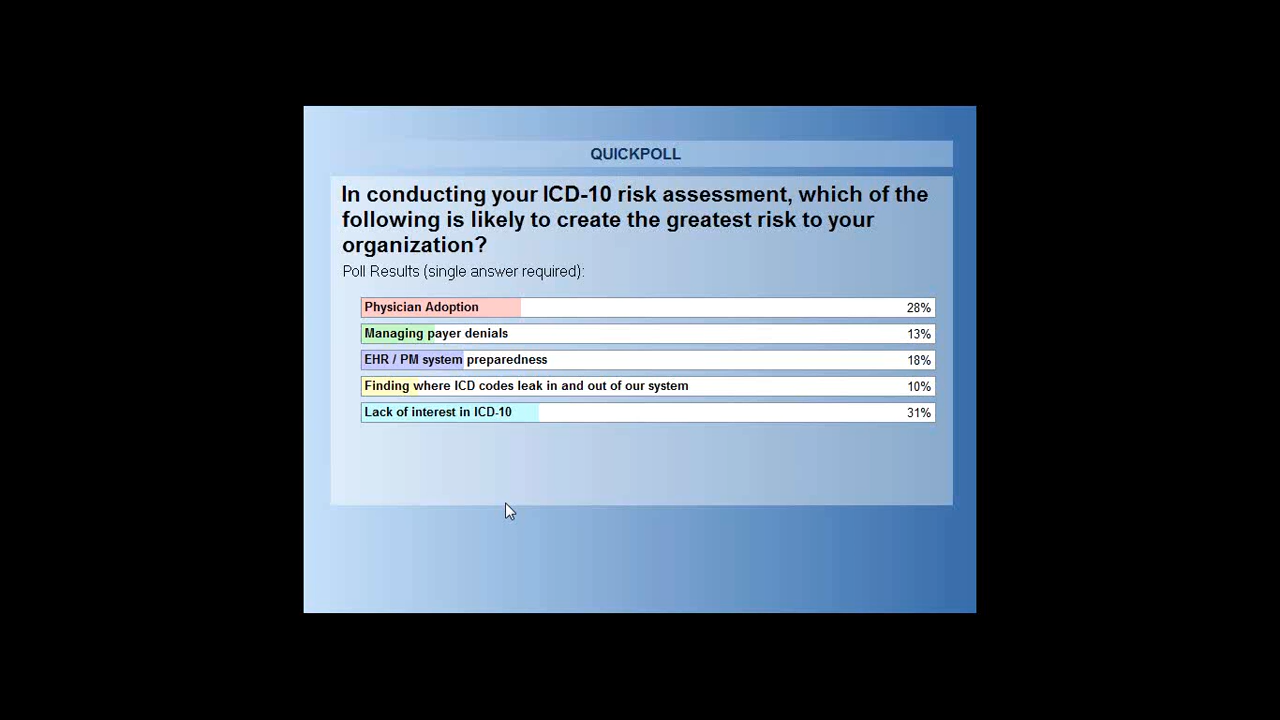 QUICKPOLL
In conducting your ICD-10 risk assessment, which of the
following is likely to create the greatest risk to your
organization?
Poll Results (single answer required):
Physician Adoption 28%
Managing payer denials 13%
EHR / PM system preparedness 18%
Finding where ICD codes leak in and out of our system 10%
Lack of interest in ICD-10 31%